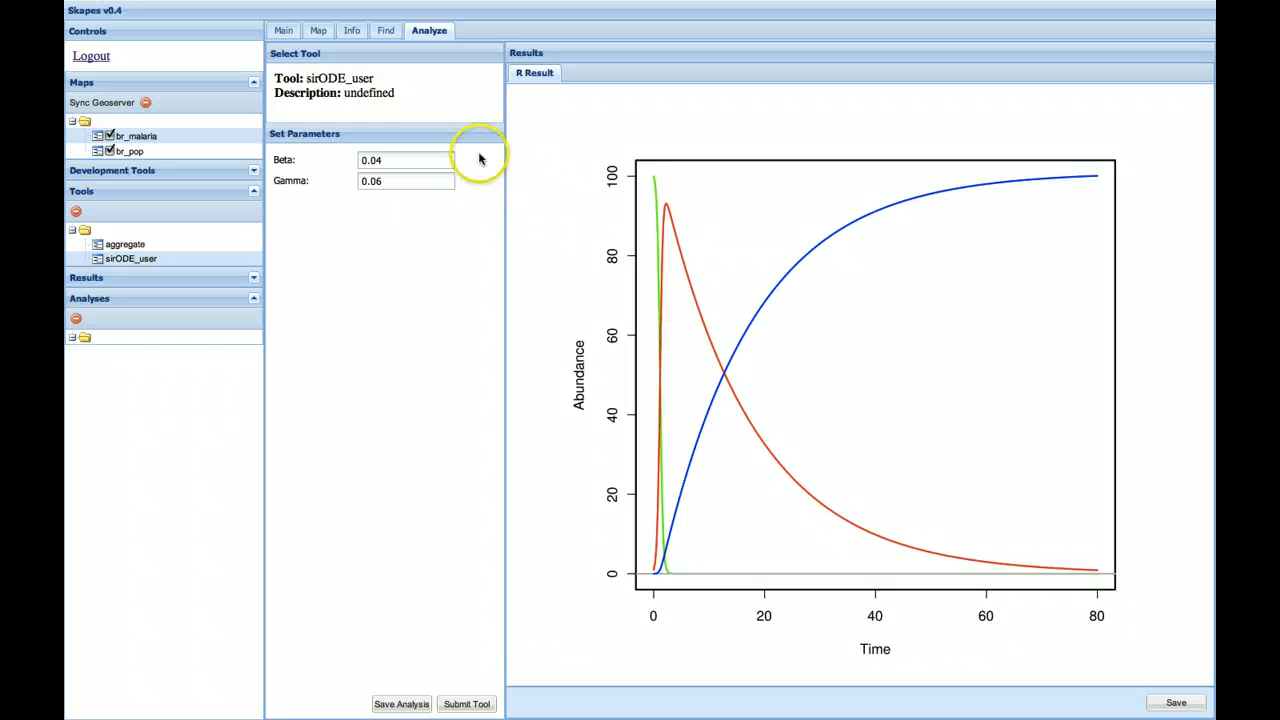 Skapes v0.4
Controls
Logout
Maps
Sync Geoserver
br_malaria
br_pop
Development Tools
Tools
aggregate
sirODE_user
Results
Analyses
Main Map Info Find Analyze
Select Tool
Tool: sirODE_user
Description: undefined
Set Parameters
Beta: 0.04
Gamma: 0.06
Save Analysis Submit Tool
Results
R Result
100
80
60
40
20
0
Abundance
0 20 40 60 80
Time
Save